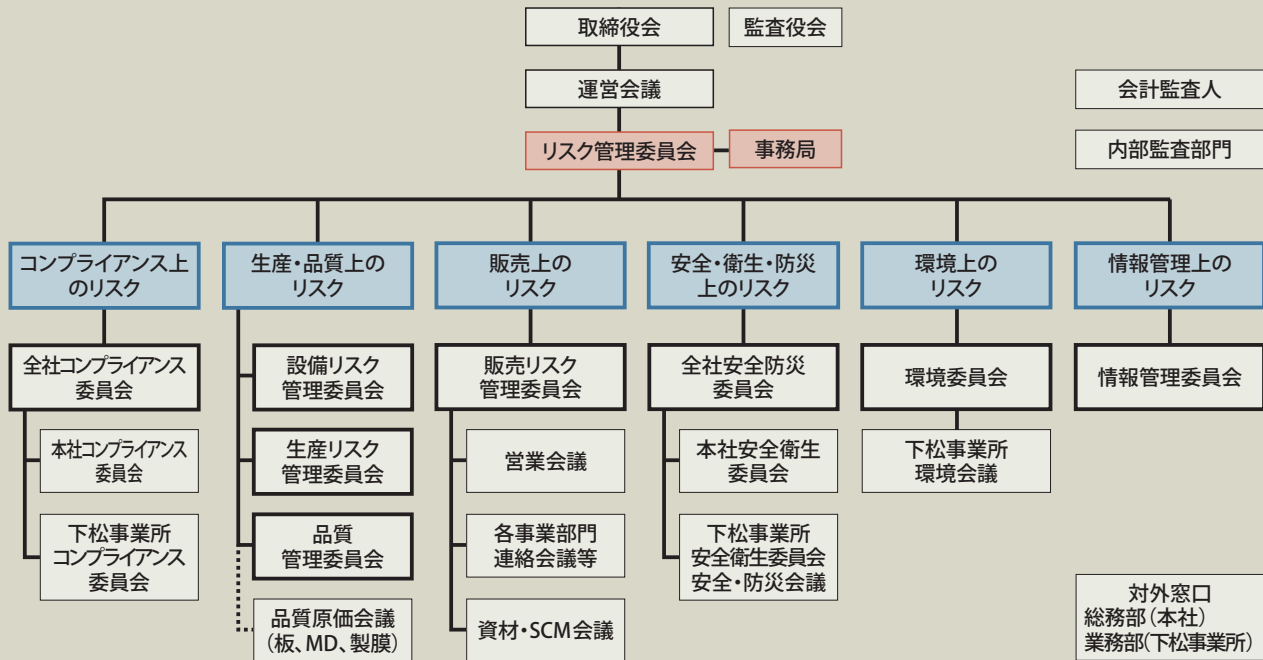 取締役会
監査役会
運営会議
会計監査人
リスク管理委員会
事務局
内部監査部門
コンプライアンス上
のリスク
生産・品質上の
リスク
販売上の
リスク
安全・衛生・防災
上のリスク
環境上の
リスク
情報管理上の
リスク
全社コンプライアンス
委員会
設備リスク
管理委員会
販売リスク
管理委員会
全社安全防災
委員会
環境委員会
情報管理委員会
本社コンプライアンス
委員会
生産リスク
管理委員会
営業会議
本社安全衛生
委員会
下松事業所
環境会議
下松事業所
コンプライアンス
委員会
品質
管理委員会
各事業部門
連絡会議等
下松事業所
安全衛生委員会
安全・防災会議
品質原価会議
(板、MD、製膜)
資材・SCM会議
対外窓口
総務部(本社)
業務部(下松事業所)